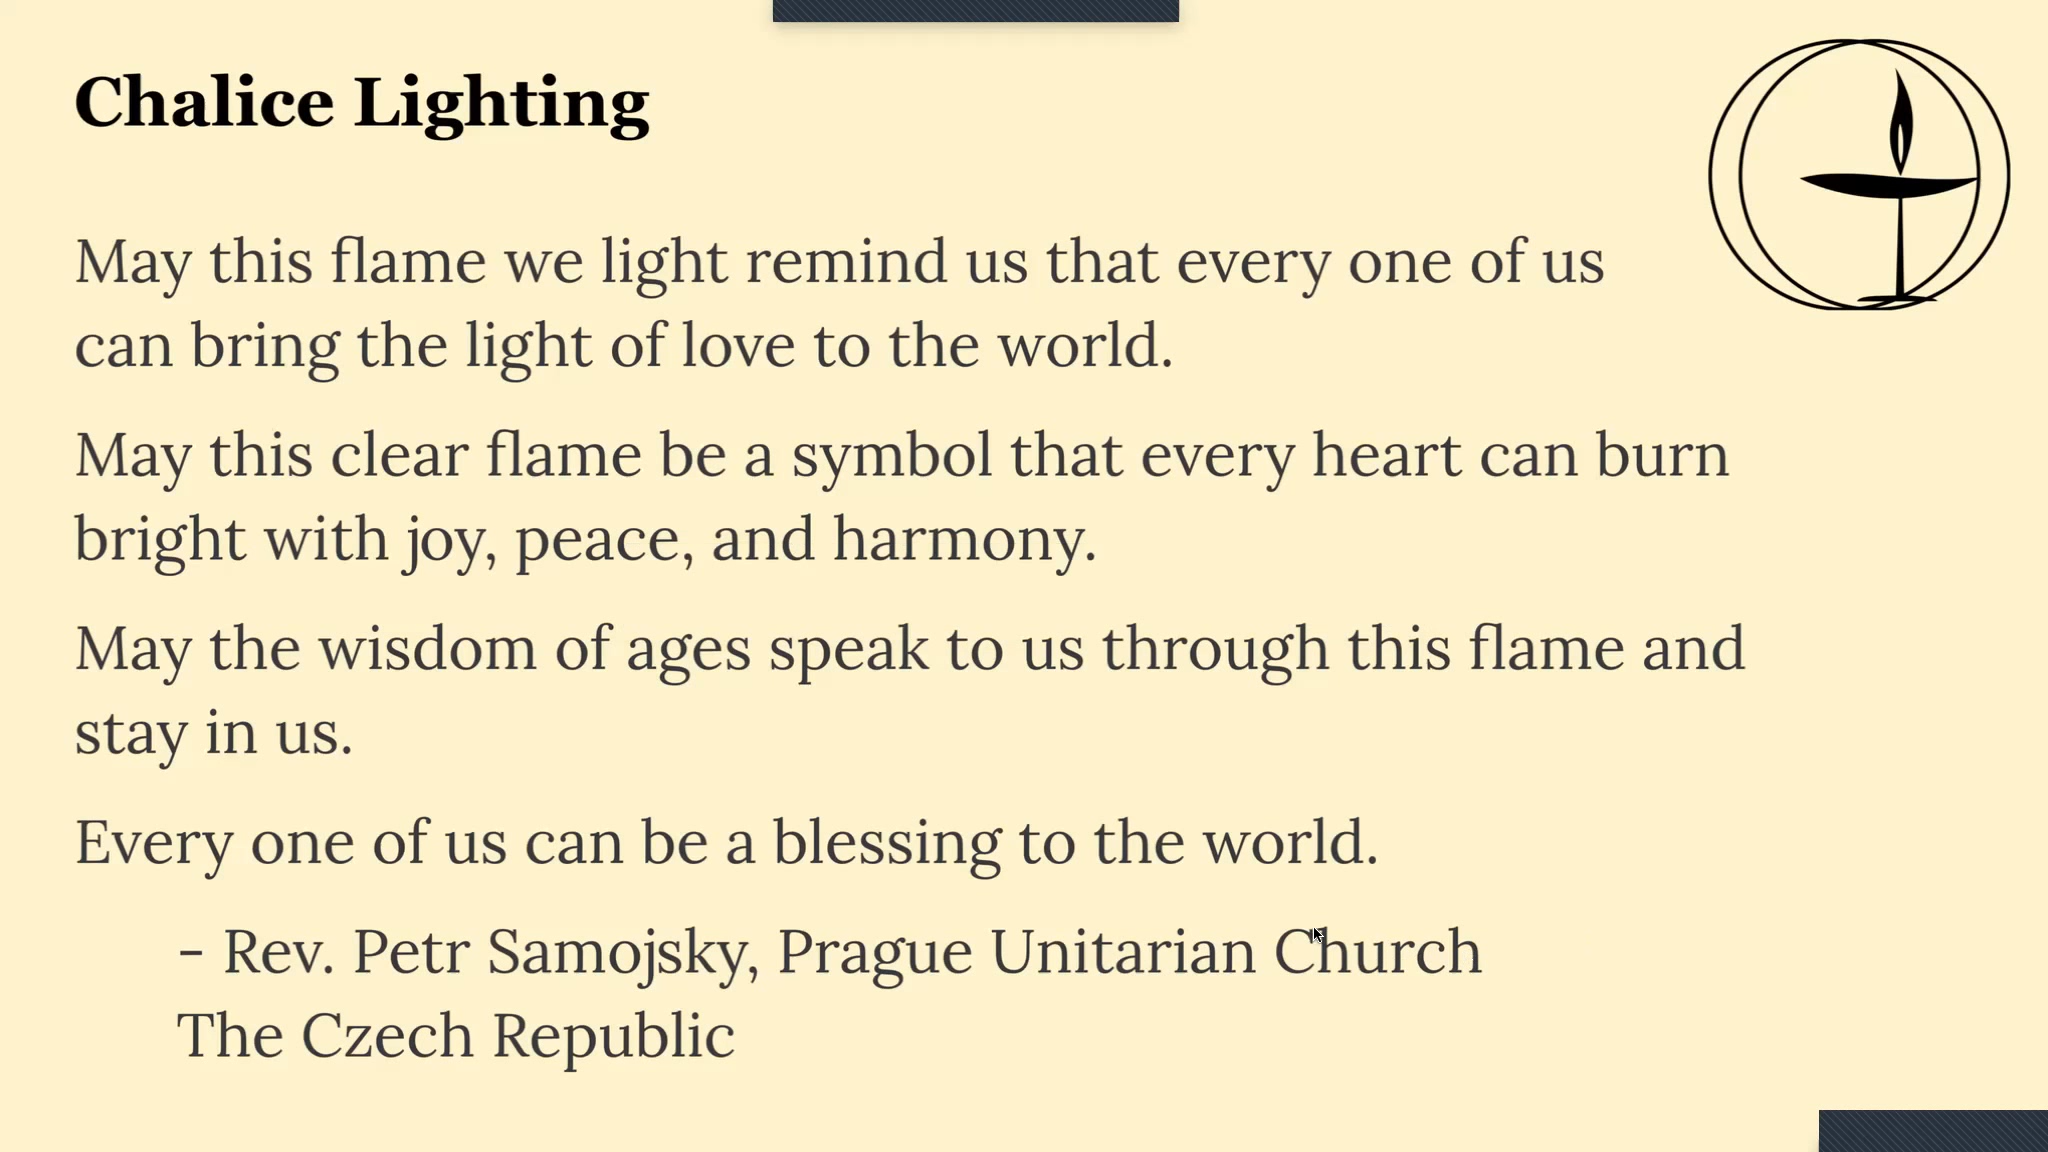 Chalice Lighting
May this flame we light remind us that every one of us
can bring the light of love to the world.
May this clear flame be a symbol that every heart can burn
bright with joy, peace, and harmony.
May the wisdom of ages speak to us through this flame and
stay in us.
Every one of us can be a blessing to the world.
- Rev. Petr Samojsky, Prague Unitarian Church
The Czech Republic